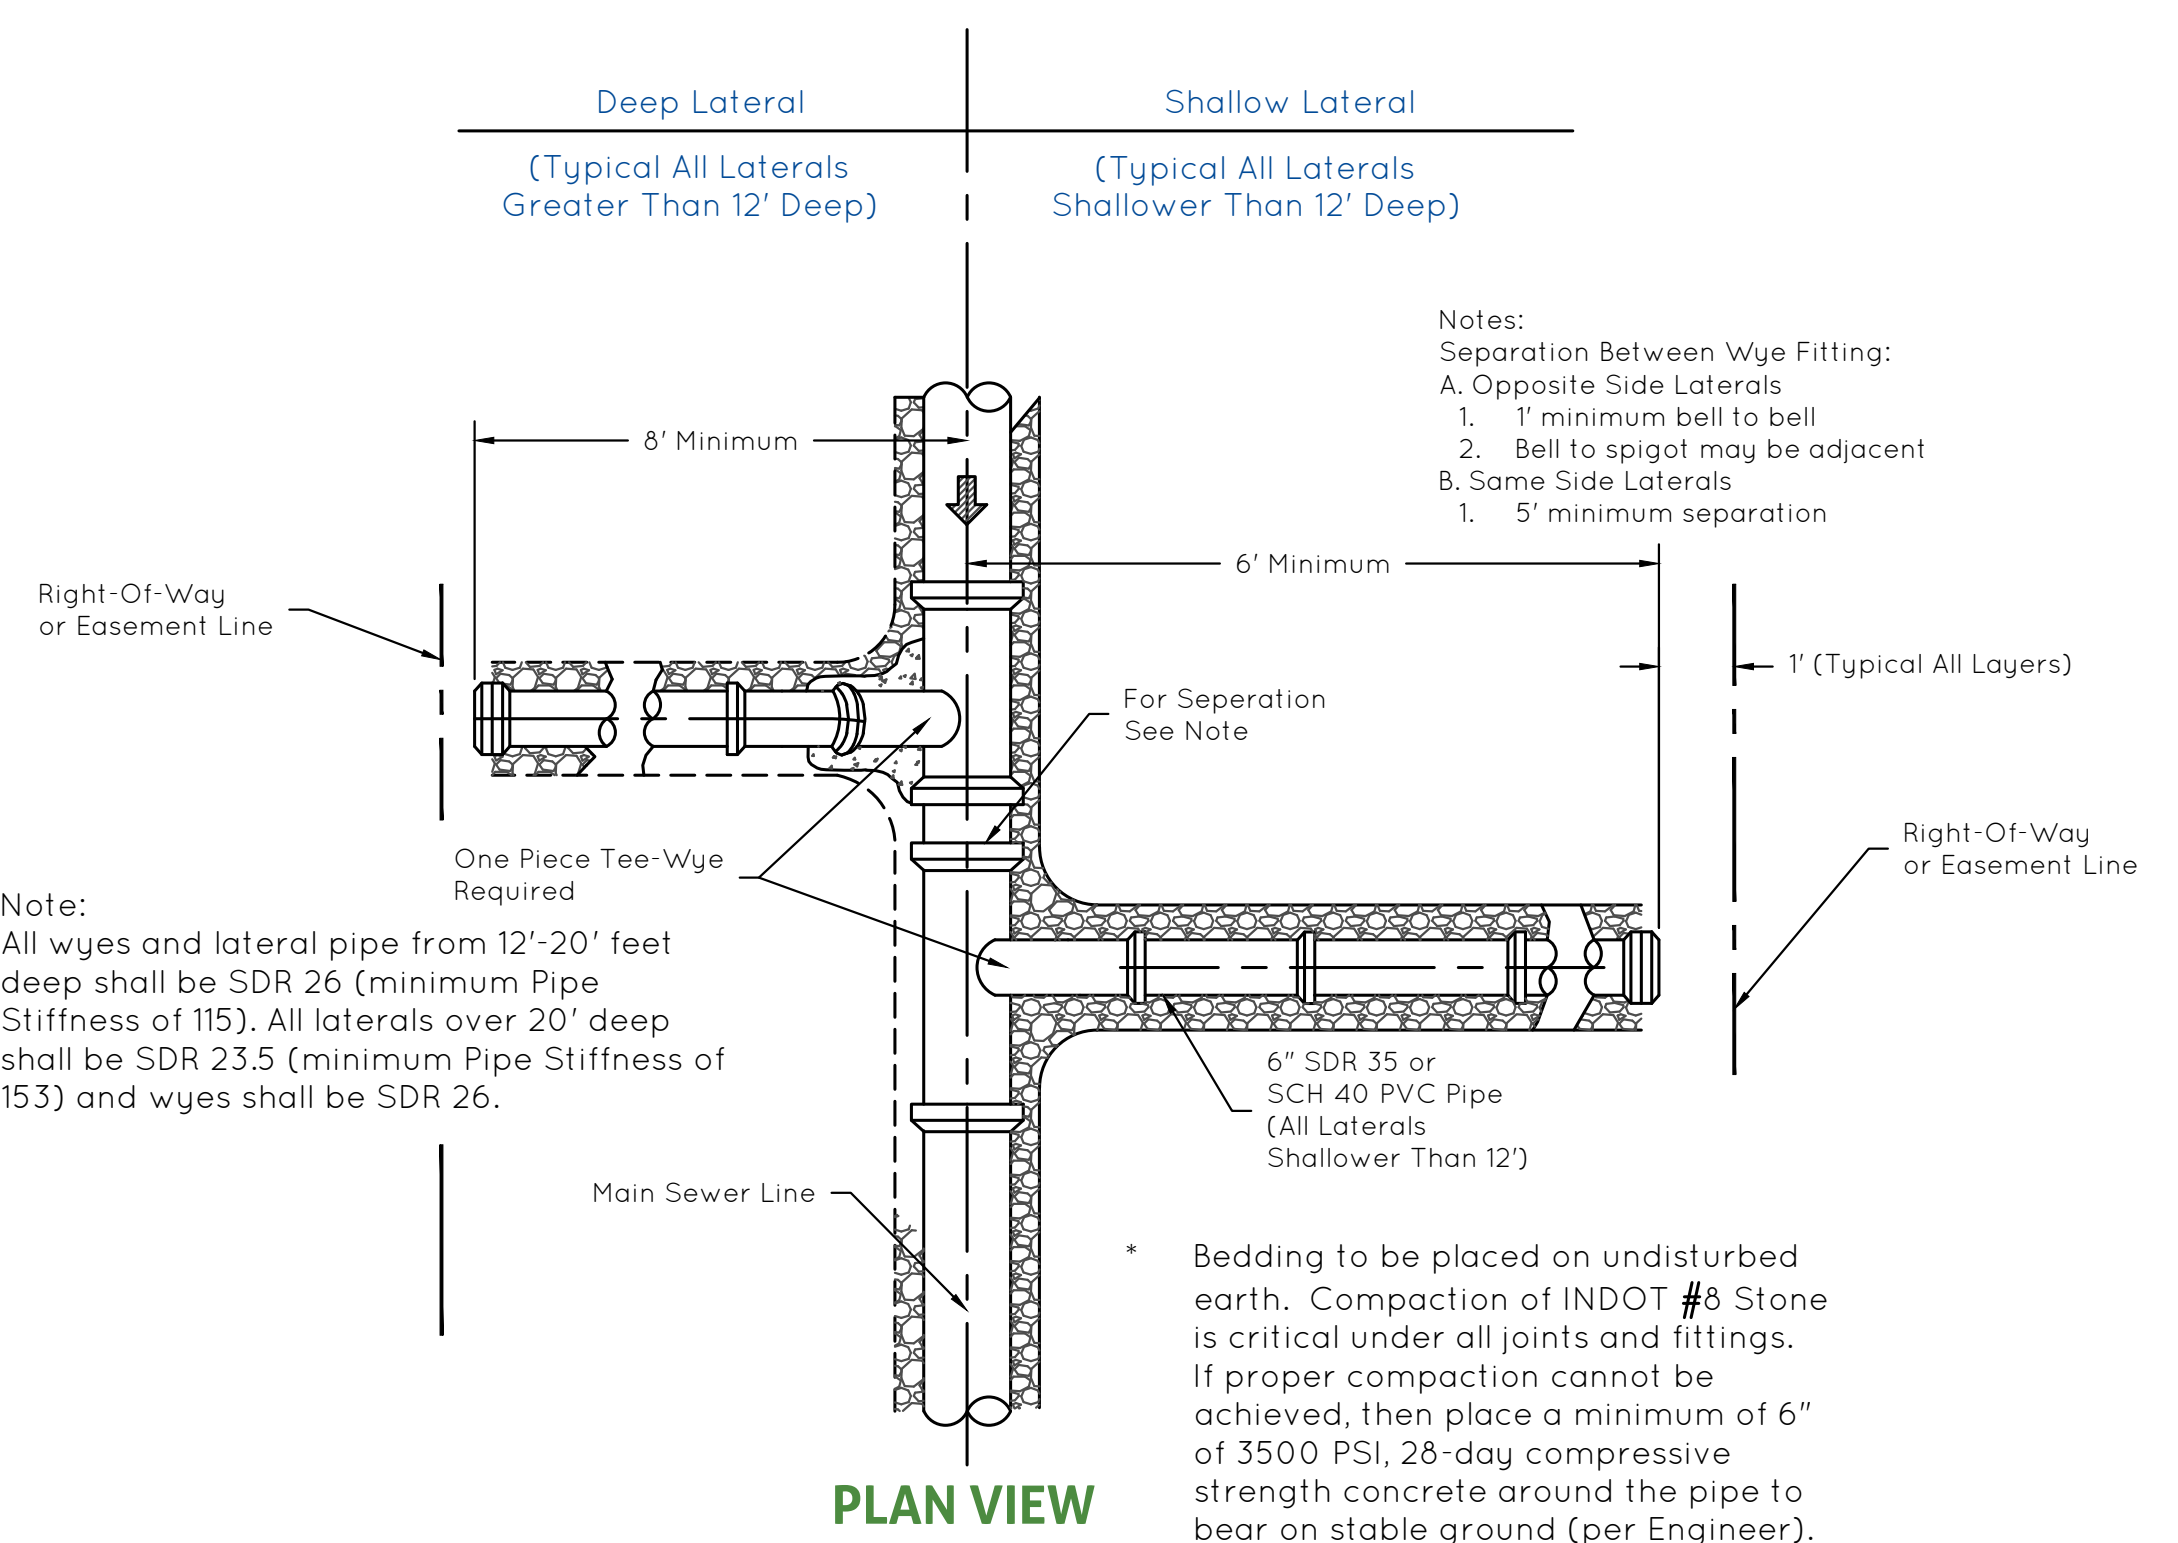 Deep Lateral
(Typical All Laterals
Greater Than 12' Deep)
Shallow Lateral
(Typical All Laterals
Shallower Than 12' Deep)
Notes:
Separation Between Wye Fitting:
A. Opposite Side Laterals
1. 1' minimum bell to bell
2. Bell to spigot may be adjacent
B. Same Side Laterals
1. 5' minimum separation
8' Minimum
6' Minimum
Right-Of-Way
or Easement Line
1' (Typical All Layers)
For Seperation
See Note
One Piece Tee-Wye
Required
Right-Of-Way
or Easement Line
Note:
All wyes and lateral pipe from 12'-20' feet
deep shall be SDR 26 (minimum Pipe
Stiffness of 115). All laterals over 20' deep
shall be SDR 23.5 (minimum Pipe Stiffness of
153) and wyes shall be SDR 26.
6" SDR 35 or
SCH 40 PVC Pipe
(All Laterals
Shallower Than 12')
Main Sewer Line
* Bedding to be placed on undisturbed
earth. Compaction of INDOT #8 Stone
is critical under all joints and fittings.
If proper compaction cannot be
achieved, then place a minimum of 6"
of 3500 PSI, 28-day compressive
strength concrete around the pipe to
bear on stable ground (per Engineer).
PLAN VIEW